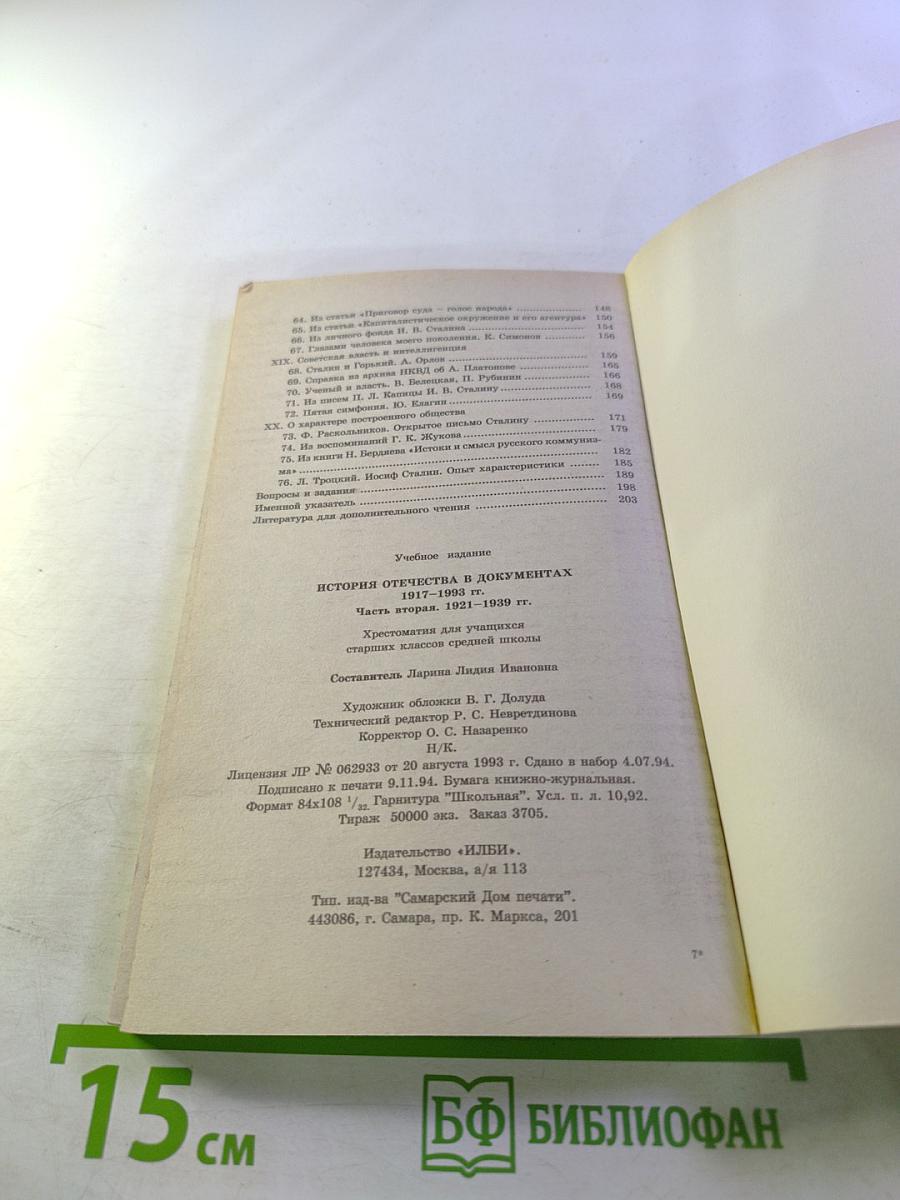 64. Из статьи «Приговор суда – голос народа» ................ 148
65. Из статьи «Капиталистическое окружение и его агентура» 150
66. Из личного фонда И. В. Сталина ........................ 154
67. Глазами человека моего поколения. К. Симонов .......... 156
XIX. Советская власть и интеллигенция
68. Сталин и Горький. А. Орлов ........................ 159
69. Справка из архива НКВД об А. Платонове ................ 165
70. Ученый и власть. В. Белецкая, П. Рубинин ................ 166
71. Из писем П. Л. Капицы И. В. Сталину .................... 168
72. Пятая симфония. Ю. Елагин ............................ 169
XX. О характере построенного общества
73. Ф. Раскольников. Открытое письмо Сталину ............ 171
74. Из воспоминаний Г. К. Жукова ........................ 179
75. Из книги Н. Бердяева «Истоки и смысл русского коммуниз-
ма» ........................................................ 182
76. Л. Троцкий. Иосиф Сталин. Опыт характеристики ....... 185
Вопросы и задания ........................................ 189
Именной указатель ........................................ 198
Литература для дополнительного чтения .................... 203
Учебное издание
ИСТОРИЯ ОТЕЧЕСТВА В ДОКУМЕНТАХ
1917–1993 гг.
Часть вторая. 1921–1939 гг.
Хрестоматия для учащихся
старших классов средней школы
Составитель Ларина Лидия Ивановна
Художник обложки В. Г. Долуда
Технический редактор Р. С. Невретдинова
Корректор О. С. Назаренко
Н/К.
Лицензия ЛР № 062933 от 20 августа 1993 г. Сдано в набор 4.07.94.
Подписано к печати 9.11.94. Бумага книжно-журнальная.
Формат 84х108 1/32. Гарнитура "Школьная". Усл. п. л. 10,92.
Тираж 50000 экз. Заказ 3705.
Издательство «ИЛБИ».
127434, Москва, а/я 113
Тип. изд-ва "Самарский Дом печати".
443086, г. Самара, пр. К. Маркса, 201
7*
15 см
БФ БИБЛИОФАН